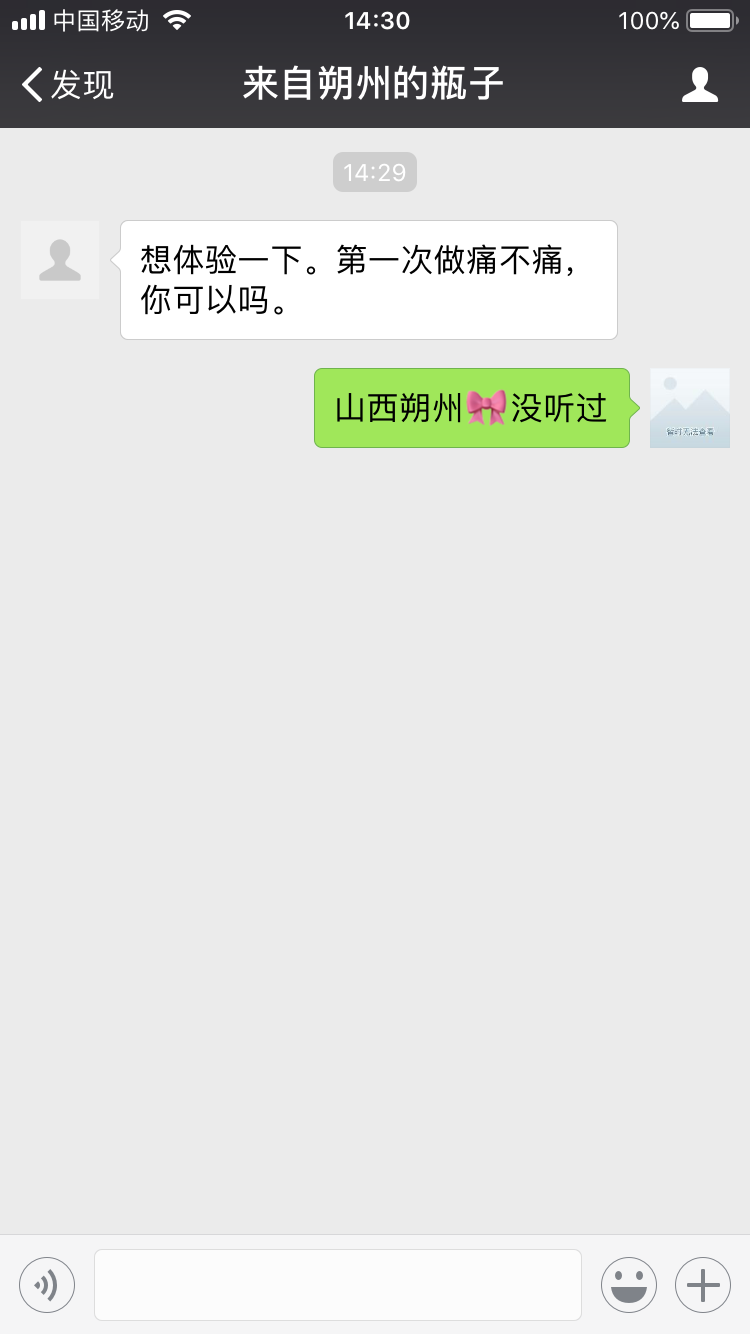 中国移动 14:30 100%
发现 来自朔州的瓶子
14:29
想体验一下。第一次做痛不痛,
你可以吗。
山西朔州🎀没听过
暂时无法查看